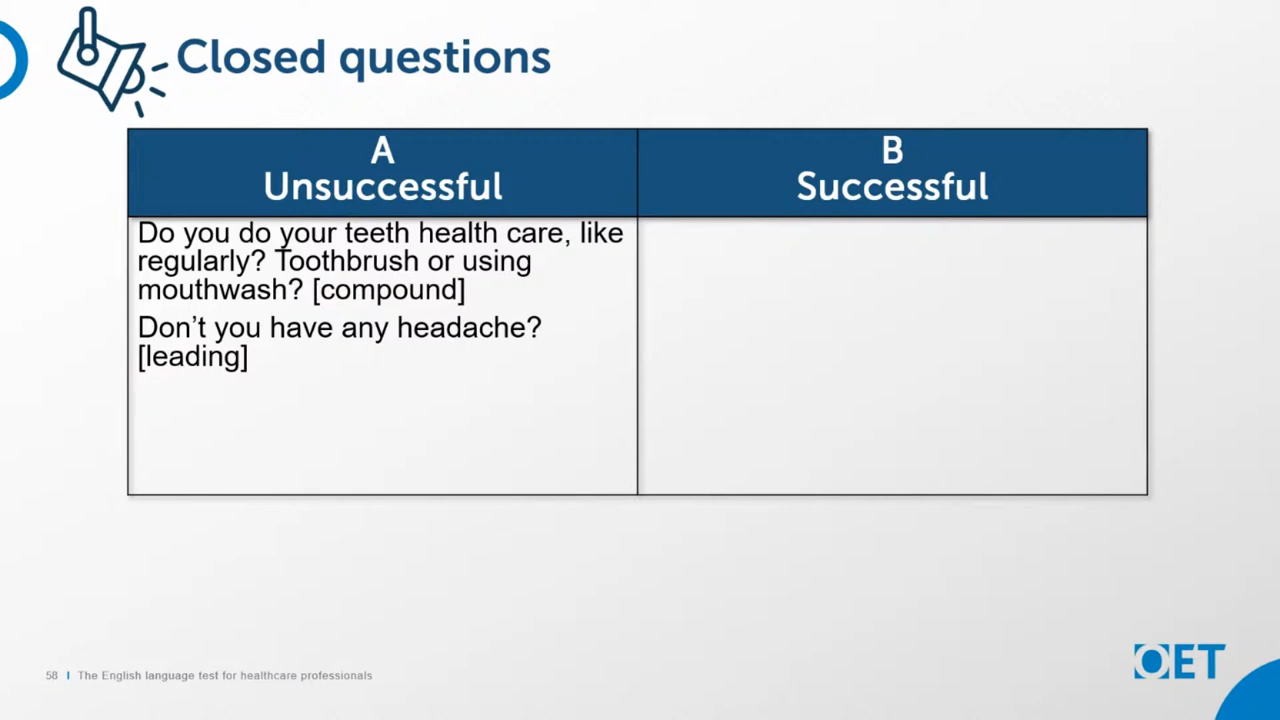 Closed questions
A
Unsuccessful
B
Successful
Do you do your teeth health care, like
regularly? Toothbrush or using
mouthwash? [compound]
Don’t you have any headache?
[leading]
58 | The English language test for healthcare professionals
OET